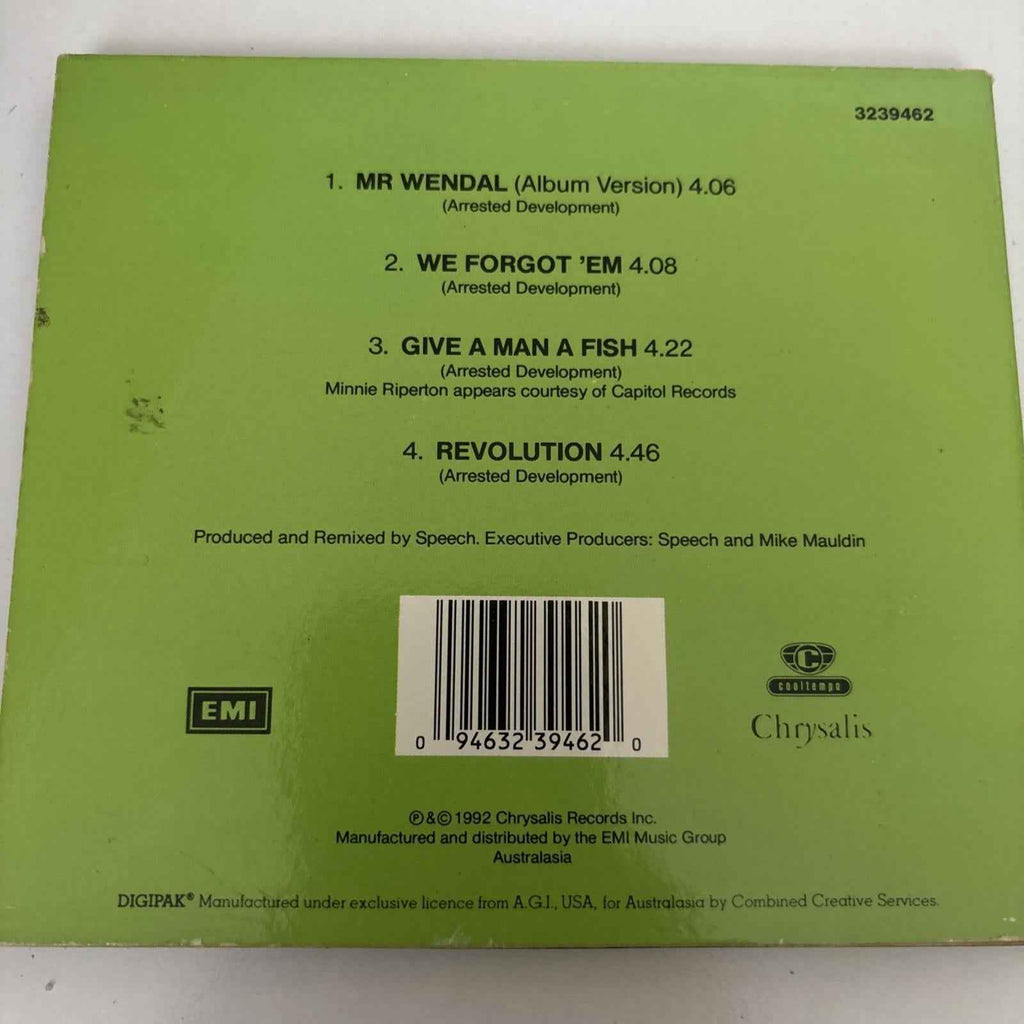 3239462
1. MR WENDAL (Album Version) 4.06
(Arrested Development)
2. WE FORGOT 'EM 4.08
(Arrested Development)
3. GIVE A MAN A FISH 4.22
(Arrested Development)
Minnie Riperton appears courtesy of Capitol Records
4. REVOLUTION 4.46
(Arrested Development)
Produced and Remixed by Speech. Executive Producers: Speech and Mike Mauldin
EMI
0 94632 39462 0
C
cooltempo
Chrysalis
℗&©1992 Chrysalis Records Inc.
Manufactured and distributed by the EMI Music Group
Australasia
DIGIPAK® Manufactured under exclusive licence from A.G.I., USA, for Australasia by Combined Creative Services.